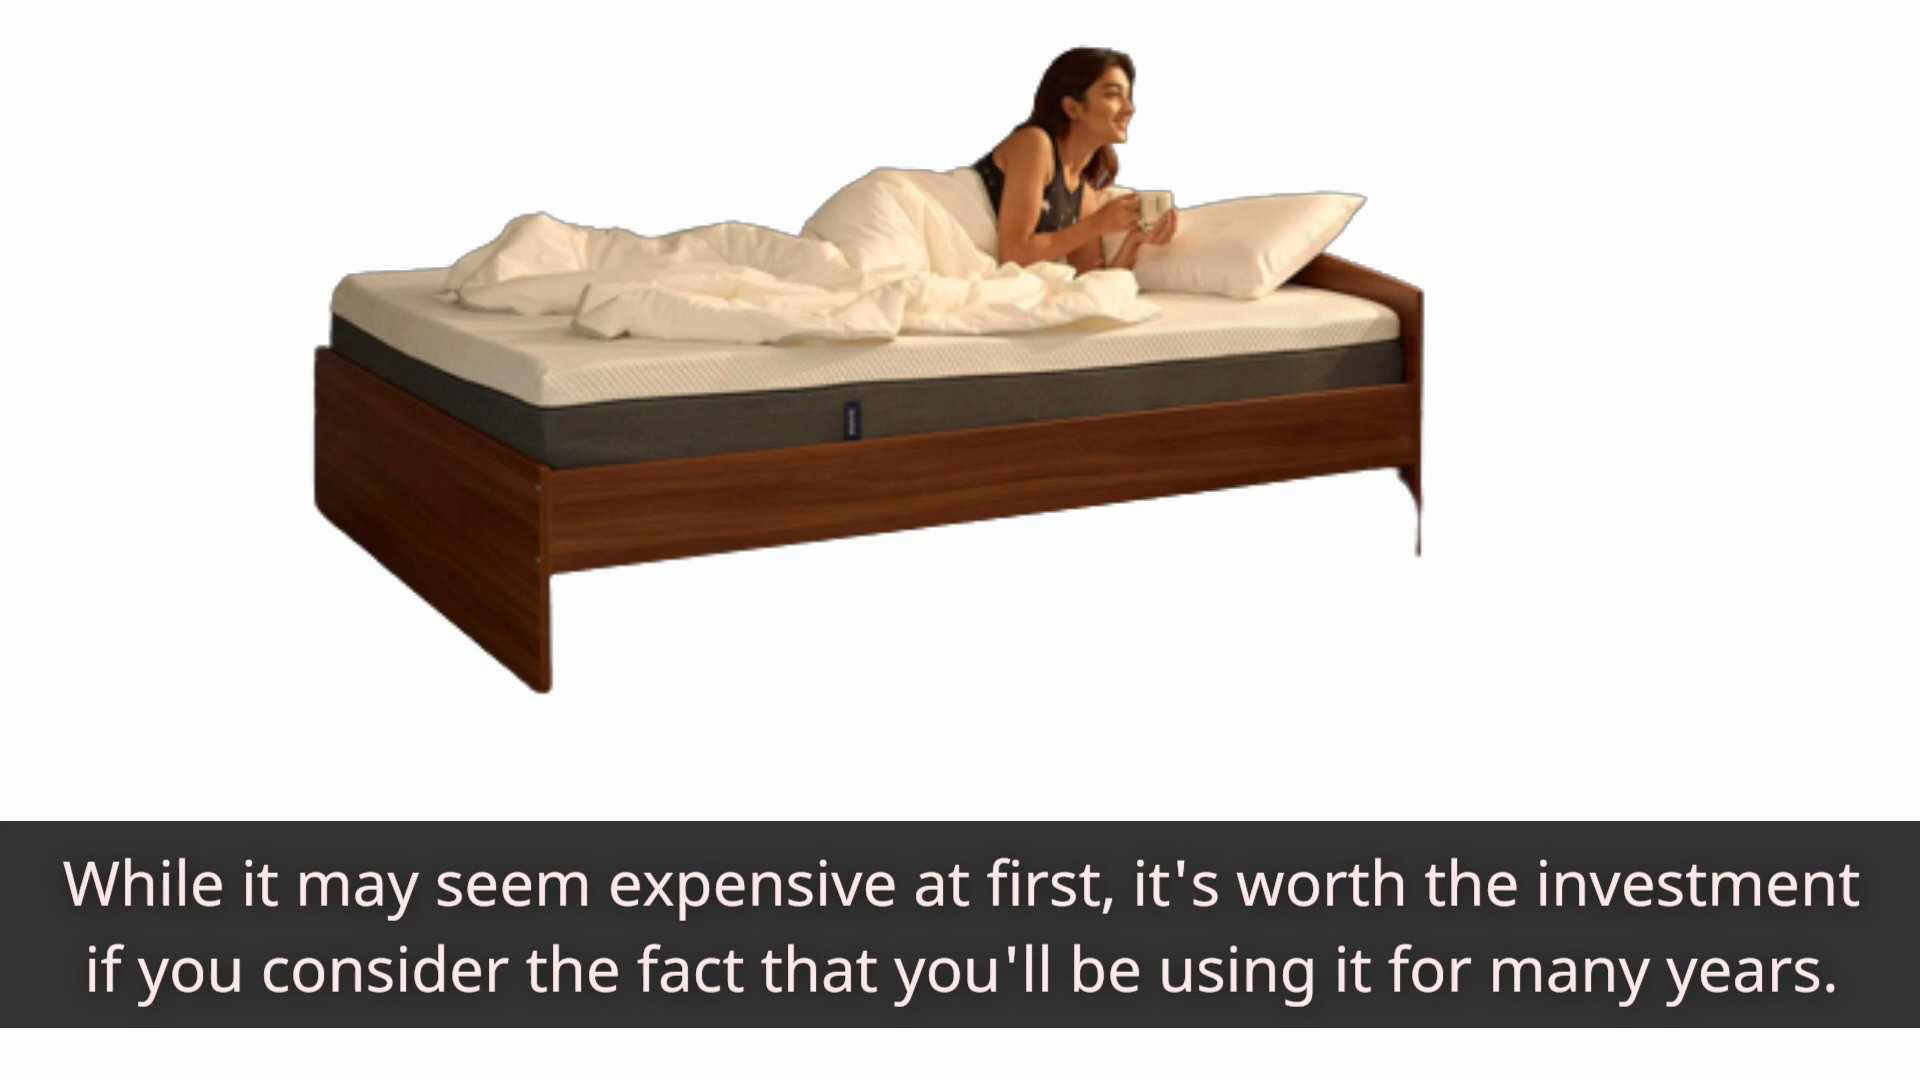 While it may seem expensive at first, it's worth the investment
if you consider the fact that you'll be using it for many years.